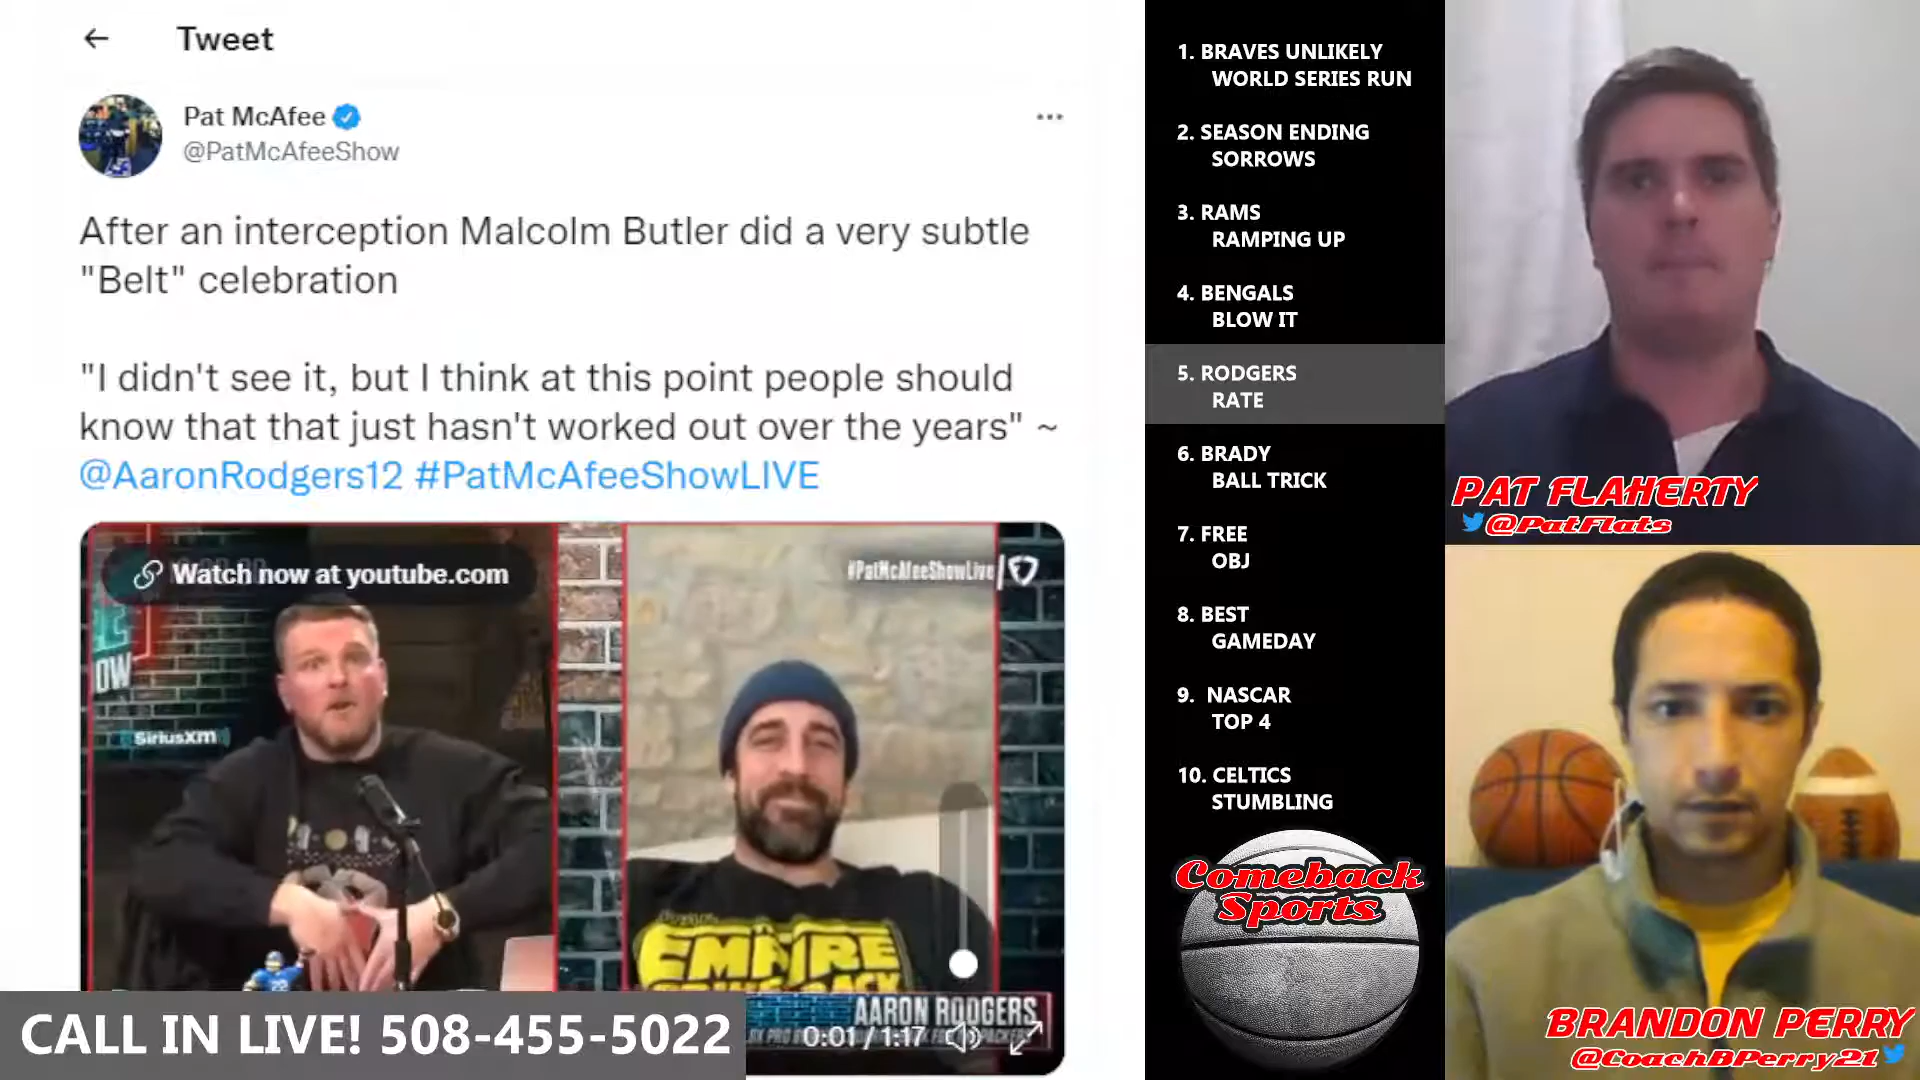 Tweet
Pat McAfee
@PatMcAfeeShow
After an interception Malcolm Butler did a very subtle
"Belt" celebration
"I didn't see it, but I think at this point people should
know that that just hasn't worked out over the years" ~
@AaronRodgers12 #PatMcAfeeShowLIVE
Watch now at youtube.com
#PatMcAfeeShowLive
OW
SiriusXm
EMPIRE
BACK
AARON RODGERS
0:01 / 1:17
CALL IN LIVE! 508-455-5022
1. BRAVES UNLIKELY
WORLD SERIES RUN
2. SEASON ENDING
SORROWS
3. RAMS
RAMPING UP
4. BENGALS
BLOW IT
5. RODGERS
RATE
6. BRADY
BALL TRICK
7. FREE
OBJ
8. BEST
GAMEDAY
9. NASCAR
TOP 4
10. CELTICS
STUMBLING
Comeback
Sports
PAT FLAHERTY
@PatFlats
BRANDON PERRY
@CoachBPerry21